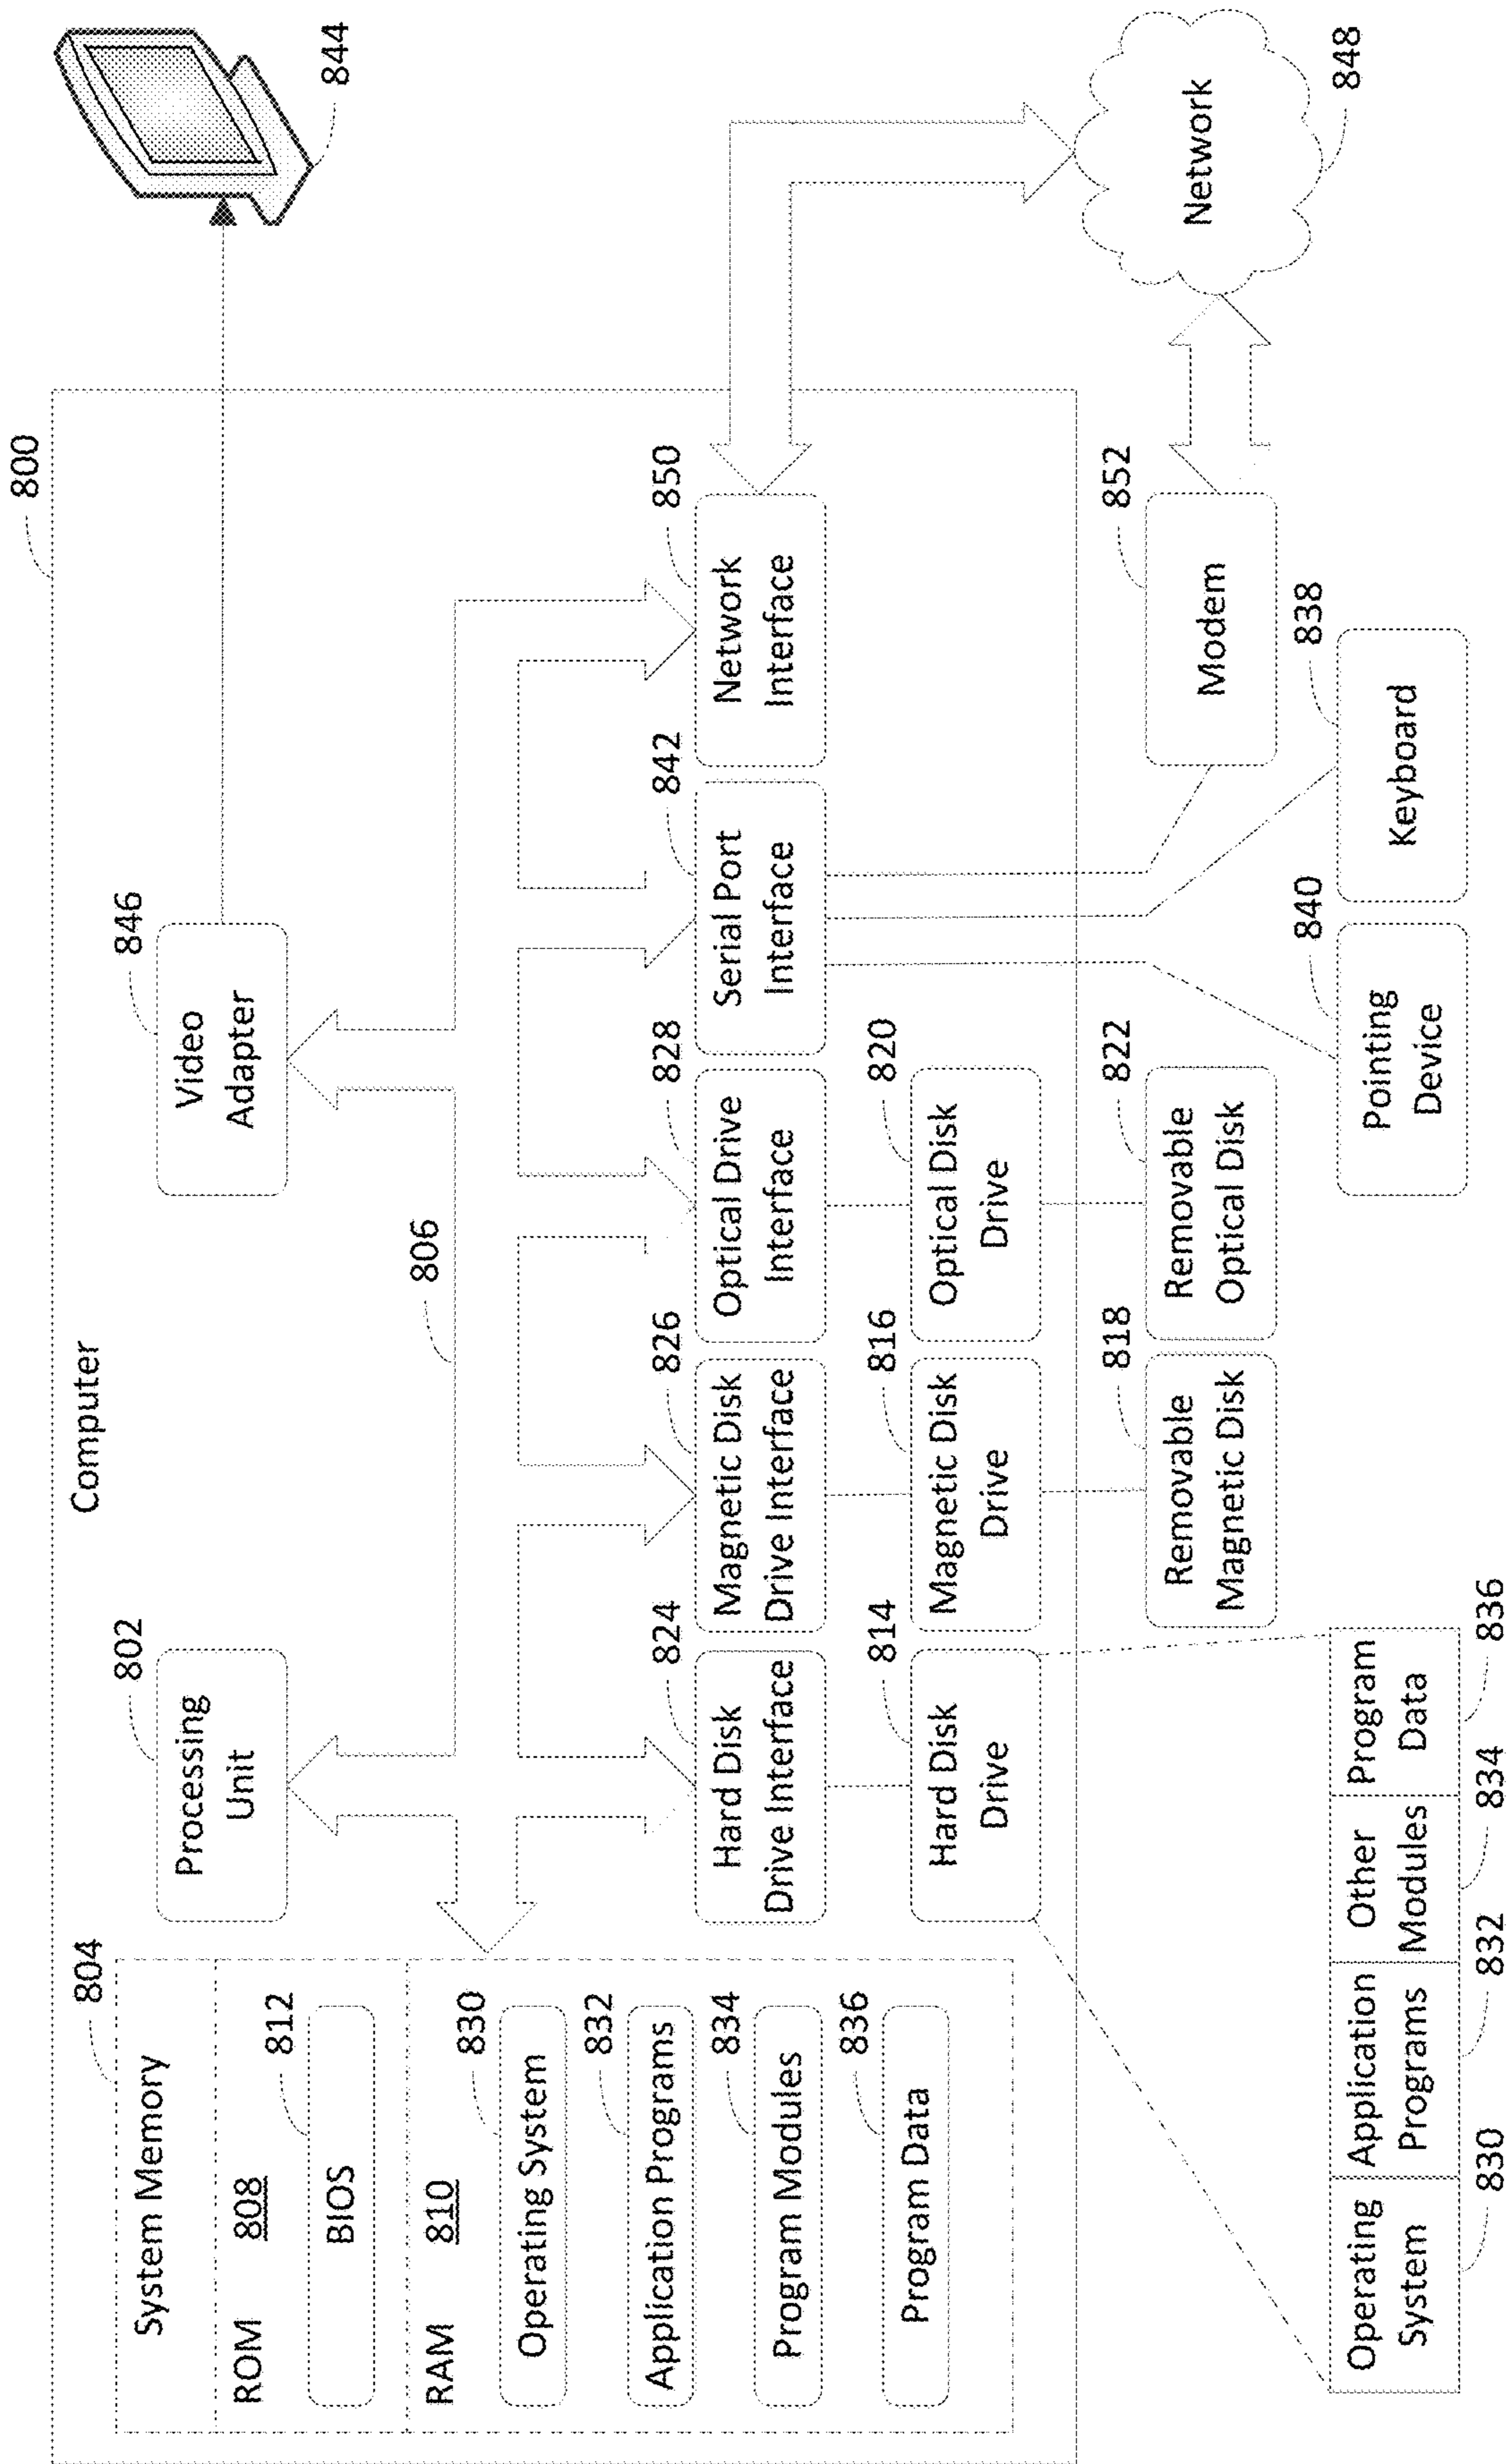 800
Computer
844
804
System Memory
ROM 808
812
BIOS
RAM 810
830
Operating System
832
Application Programs
834
Program Modules
836
Program Data
802
Processing
Unit
846
Video
Adapter
806
824
Hard Disk
Drive Interface
826
Magnetic Disk
Drive Interface
828
Optical Drive
Interface
842
Serial Port
Interface
850
Network
Interface
814
Hard Disk
Drive
816
Magnetic Disk
Drive
820
Optical Disk
Drive
818
Removable
Magnetic Disk
822
Removable
Optical Disk
852
Modem
Network
848
840
Pointing
Device
838
Keyboard
Operating
System
830
Application
Programs
832
Other
Modules
834
Program
Data
836